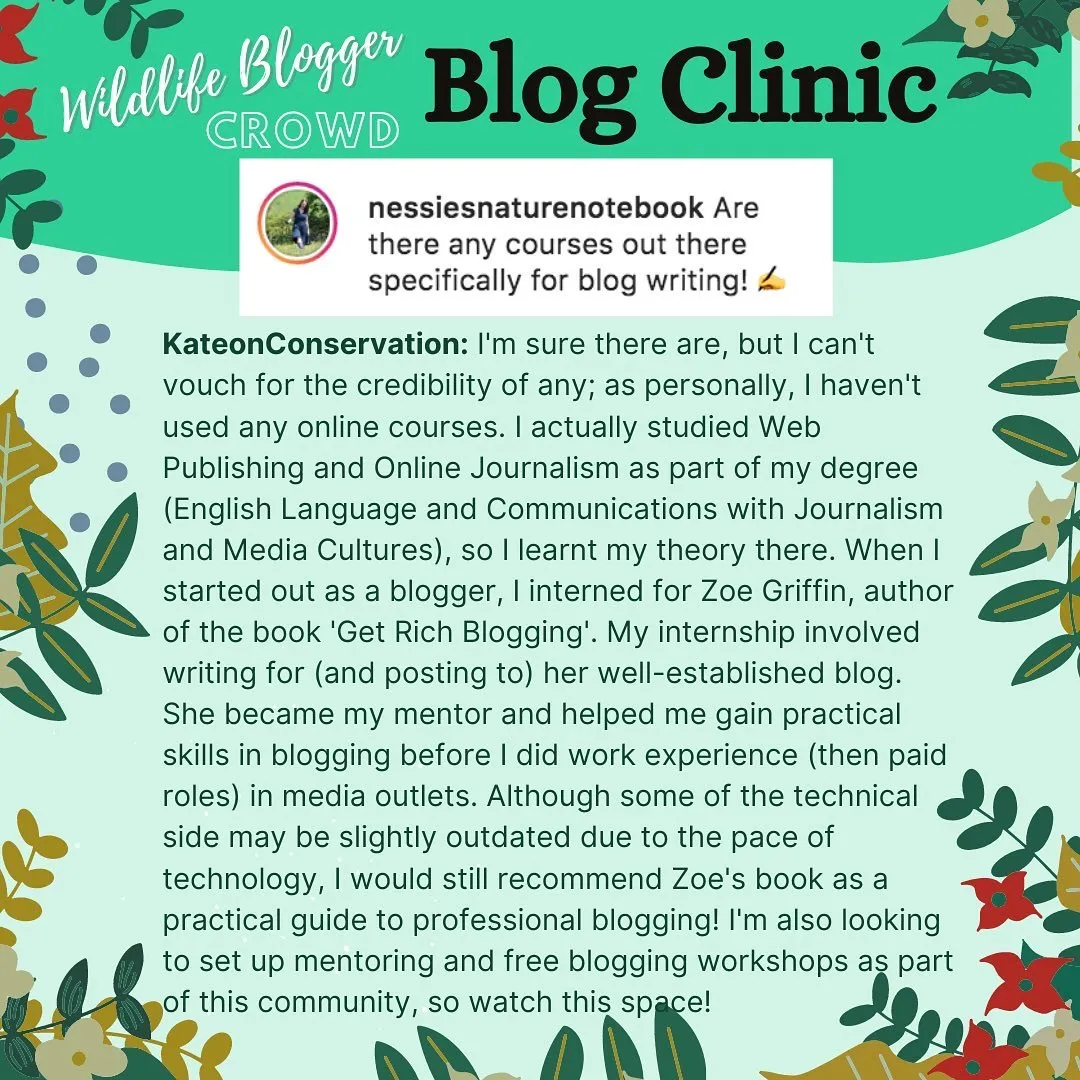 Wildlife Blogger
CROWD
Blog Clinic
nessiesnaturenotebook Are
there any courses out there
specifically for blog writing! ✍️
KateonConservation: I'm sure there are, but I can't
vouch for the credibility of any; as personally, I haven't
used any online courses. I actually studied Web
Publishing and Online Journalism as part of my degree
(English Language and Communications with Journalism
and Media Cultures), so I learnt my theory there. When I
started out as a blogger, I interned for Zoe Griffin, author
of the book 'Get Rich Blogging'. My internship involved
writing for (and posting to) her well-established blog.
She became my mentor and helped me gain practical
skills in blogging before I did work experience (then paid
roles) in media outlets. Although some of the technical
side may be slightly outdated due to the pace of
technology, I would still recommend Zoe's book as a
practical guide to professional blogging! I'm also looking
to set up mentoring and free blogging workshops as part
of this community, so watch this space!